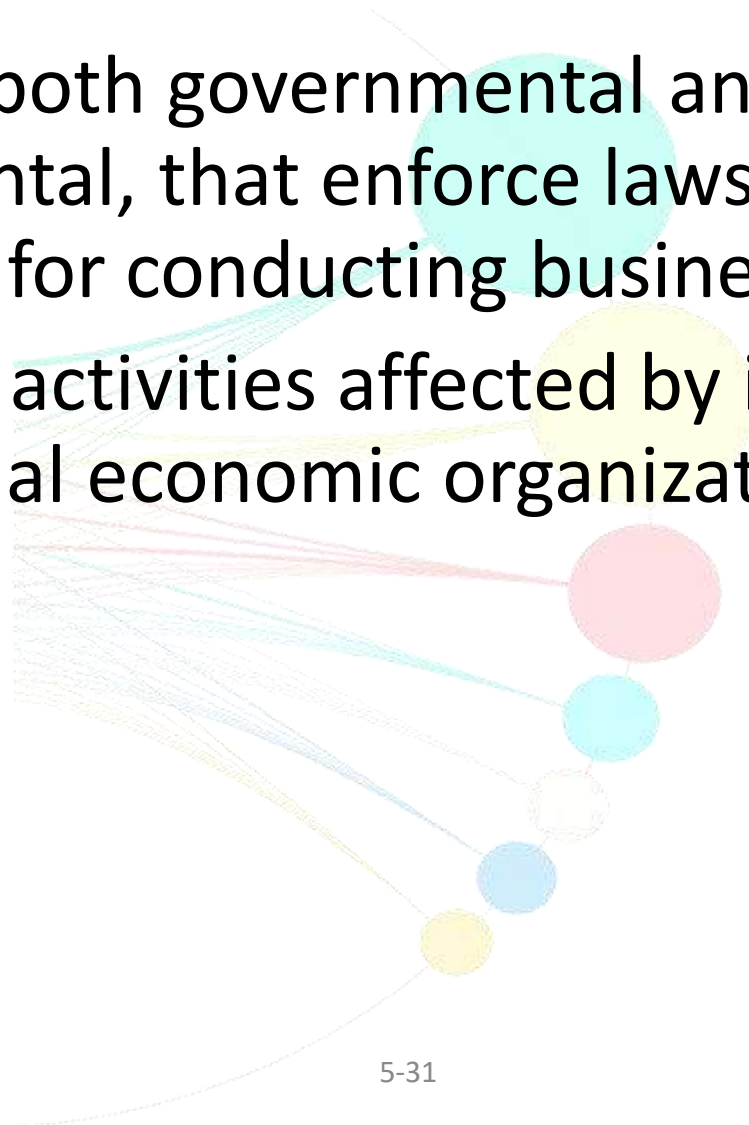 both governmental an
ntal, that enforce laws
for conducting busine
activities affected by i
al economic organizat
5-31